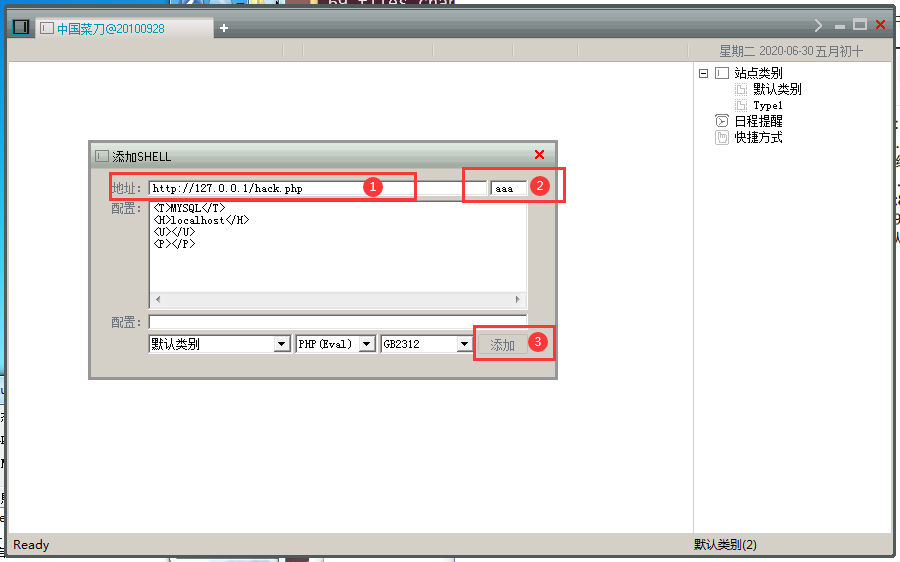 中国菜刀@20100928
星期二 2020-06-30 五月初十
站点类别
默认类别
Type1
日程提醒
快捷方式
添加SHELL
地址: http://127.0.0.1/hack.php 1 aaa 2
配置: <T>MYSQL</T>
<H>localhost</H>
<U></U>
<P></P>
配置:
默认类别 PHP(Eval) GB2312 添加 3
Ready 默认类别(2)